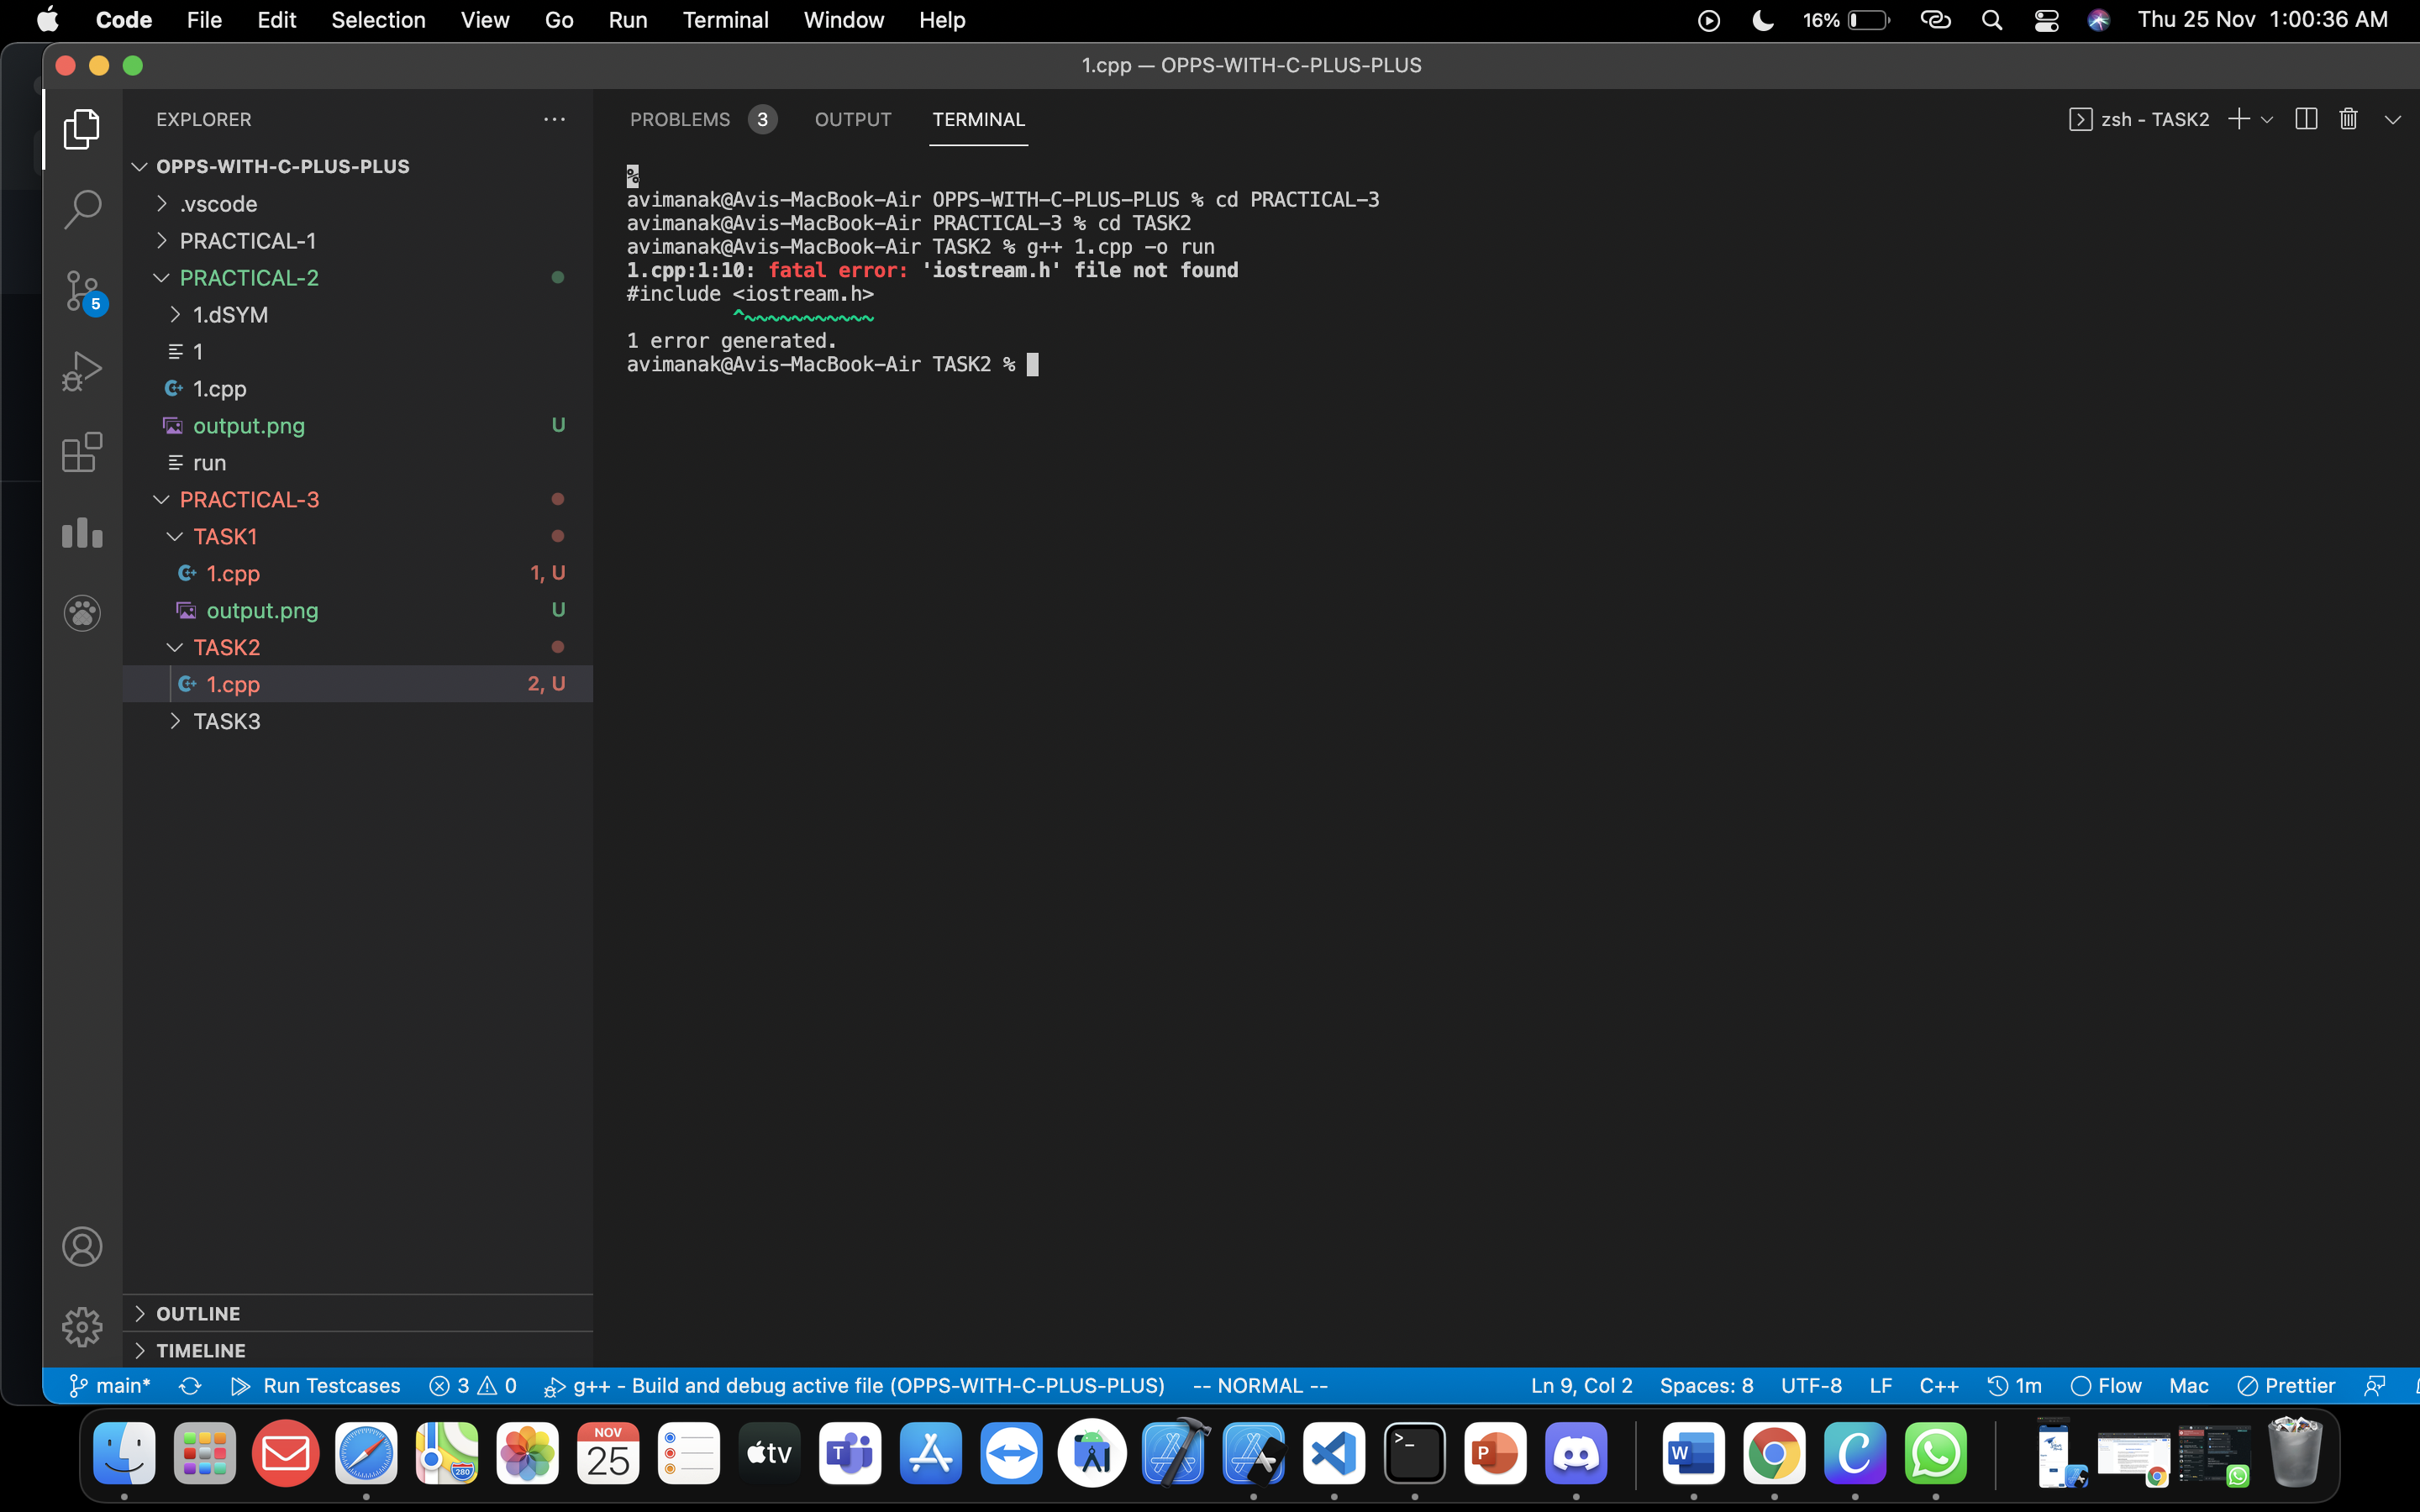 Code File Edit Selection View Go Run Terminal Window Help 16% Thu 25 Nov 1:00:36 AM
1.cpp — OPPS-WITH-C-PLUS-PLUS
EXPLORER ...
OPPS-WITH-C-PLUS-PLUS
.vscode
PRACTICAL-1
PRACTICAL-2
1.dSYM
1
1.cpp
output.png U
run
PRACTICAL-3
TASK1
1.cpp 1, U
output.png U
TASK2
1.cpp 2, U
TASK3
OUTLINE
TIMELINE
5
PROBLEMS 3 OUTPUT TERMINAL zsh - TASK2
%
avimanak@Avis-MacBook-Air OPPS-WITH-C-PLUS-PLUS % cd PRACTICAL-3
avimanak@Avis-MacBook-Air PRACTICAL-3 % cd TASK2
avimanak@Avis-MacBook-Air TASK2 % g++ 1.cpp -o run
1.cpp:1:10: fatal error: 'iostream.h' file not found
#include <iostream.h>
^~~~~~~~~~~~
1 error generated.
avimanak@Avis-MacBook-Air TASK2 %
main* Run Testcases 3 0 g++ - Build and debug active file (OPPS-WITH-C-PLUS-PLUS) -- NORMAL -- Ln 9, Col 2 Spaces: 8 UTF-8 LF C++ 1m Flow Mac Prettier
NOV
25
280
tv
T
>_
P
W
C